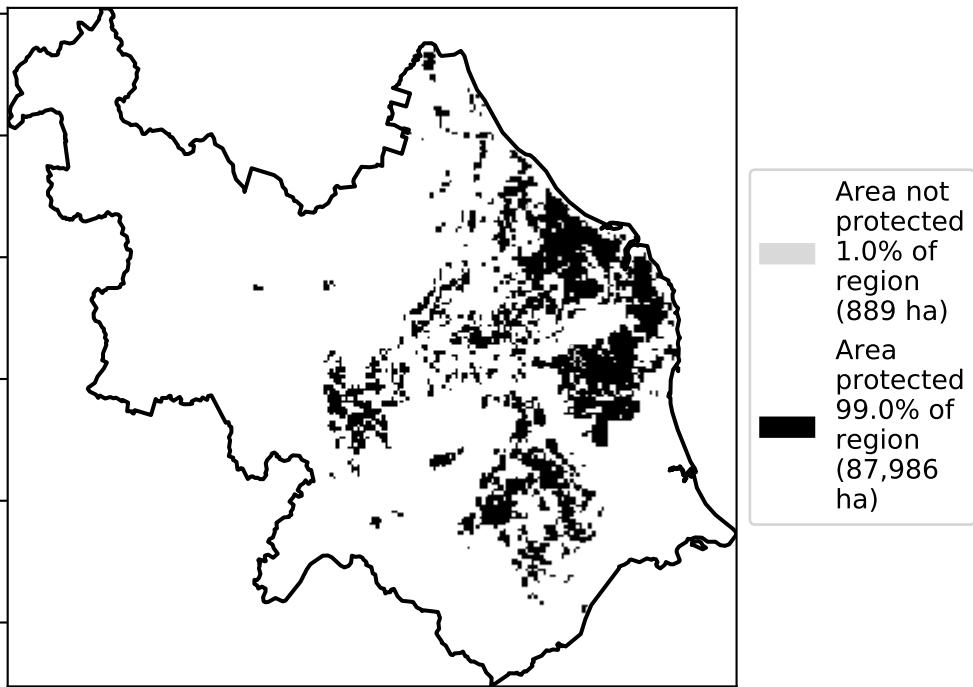 Area not
protected
1.0% of
region
(889 ha)
Area
protected
99.0% of
region
(87,986
ha)